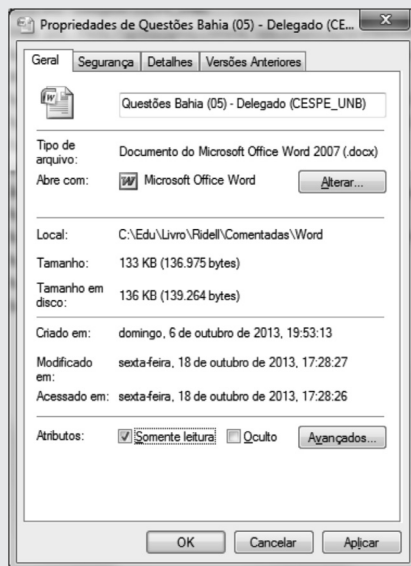 Propriedades de Questões Bahia (05) - Delegado (CE...
Geral Segurança Detalhes Versões Anteriores
Questões Bahia (05) - Delegado (CESPE_UNB)
Tipo de arquivo: Documento do Microsoft Office Word 2007 (.docx)
Abre com: Microsoft Office Word Alterar...
Local: C:\Edu\Livro\Ridell\Comentadas\Word
Tamanho: 133 KB (136.975 bytes)
Tamanho em disco: 136 KB (139.264 bytes)
Criado em: domingo, 6 de outubro de 2013, 19:53:13
Modificado em: sexta-feira, 18 de outubro de 2013, 17:28:27
Acessado em: sexta-feira, 18 de outubro de 2013, 17:28:26
Atributos: Somente leitura Oculto Avançados...
OK Cancelar Aplicar